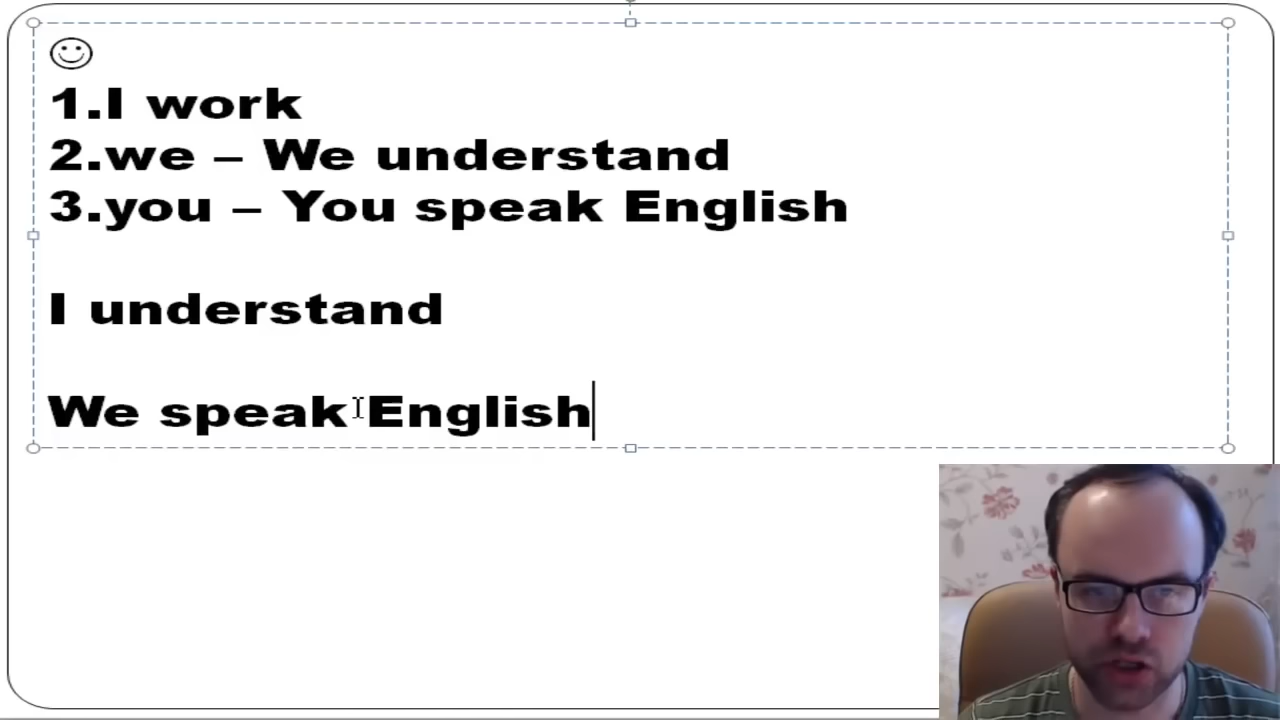 1.I work
2.we – We understand
3.you – You speak English
I understand
We speak English